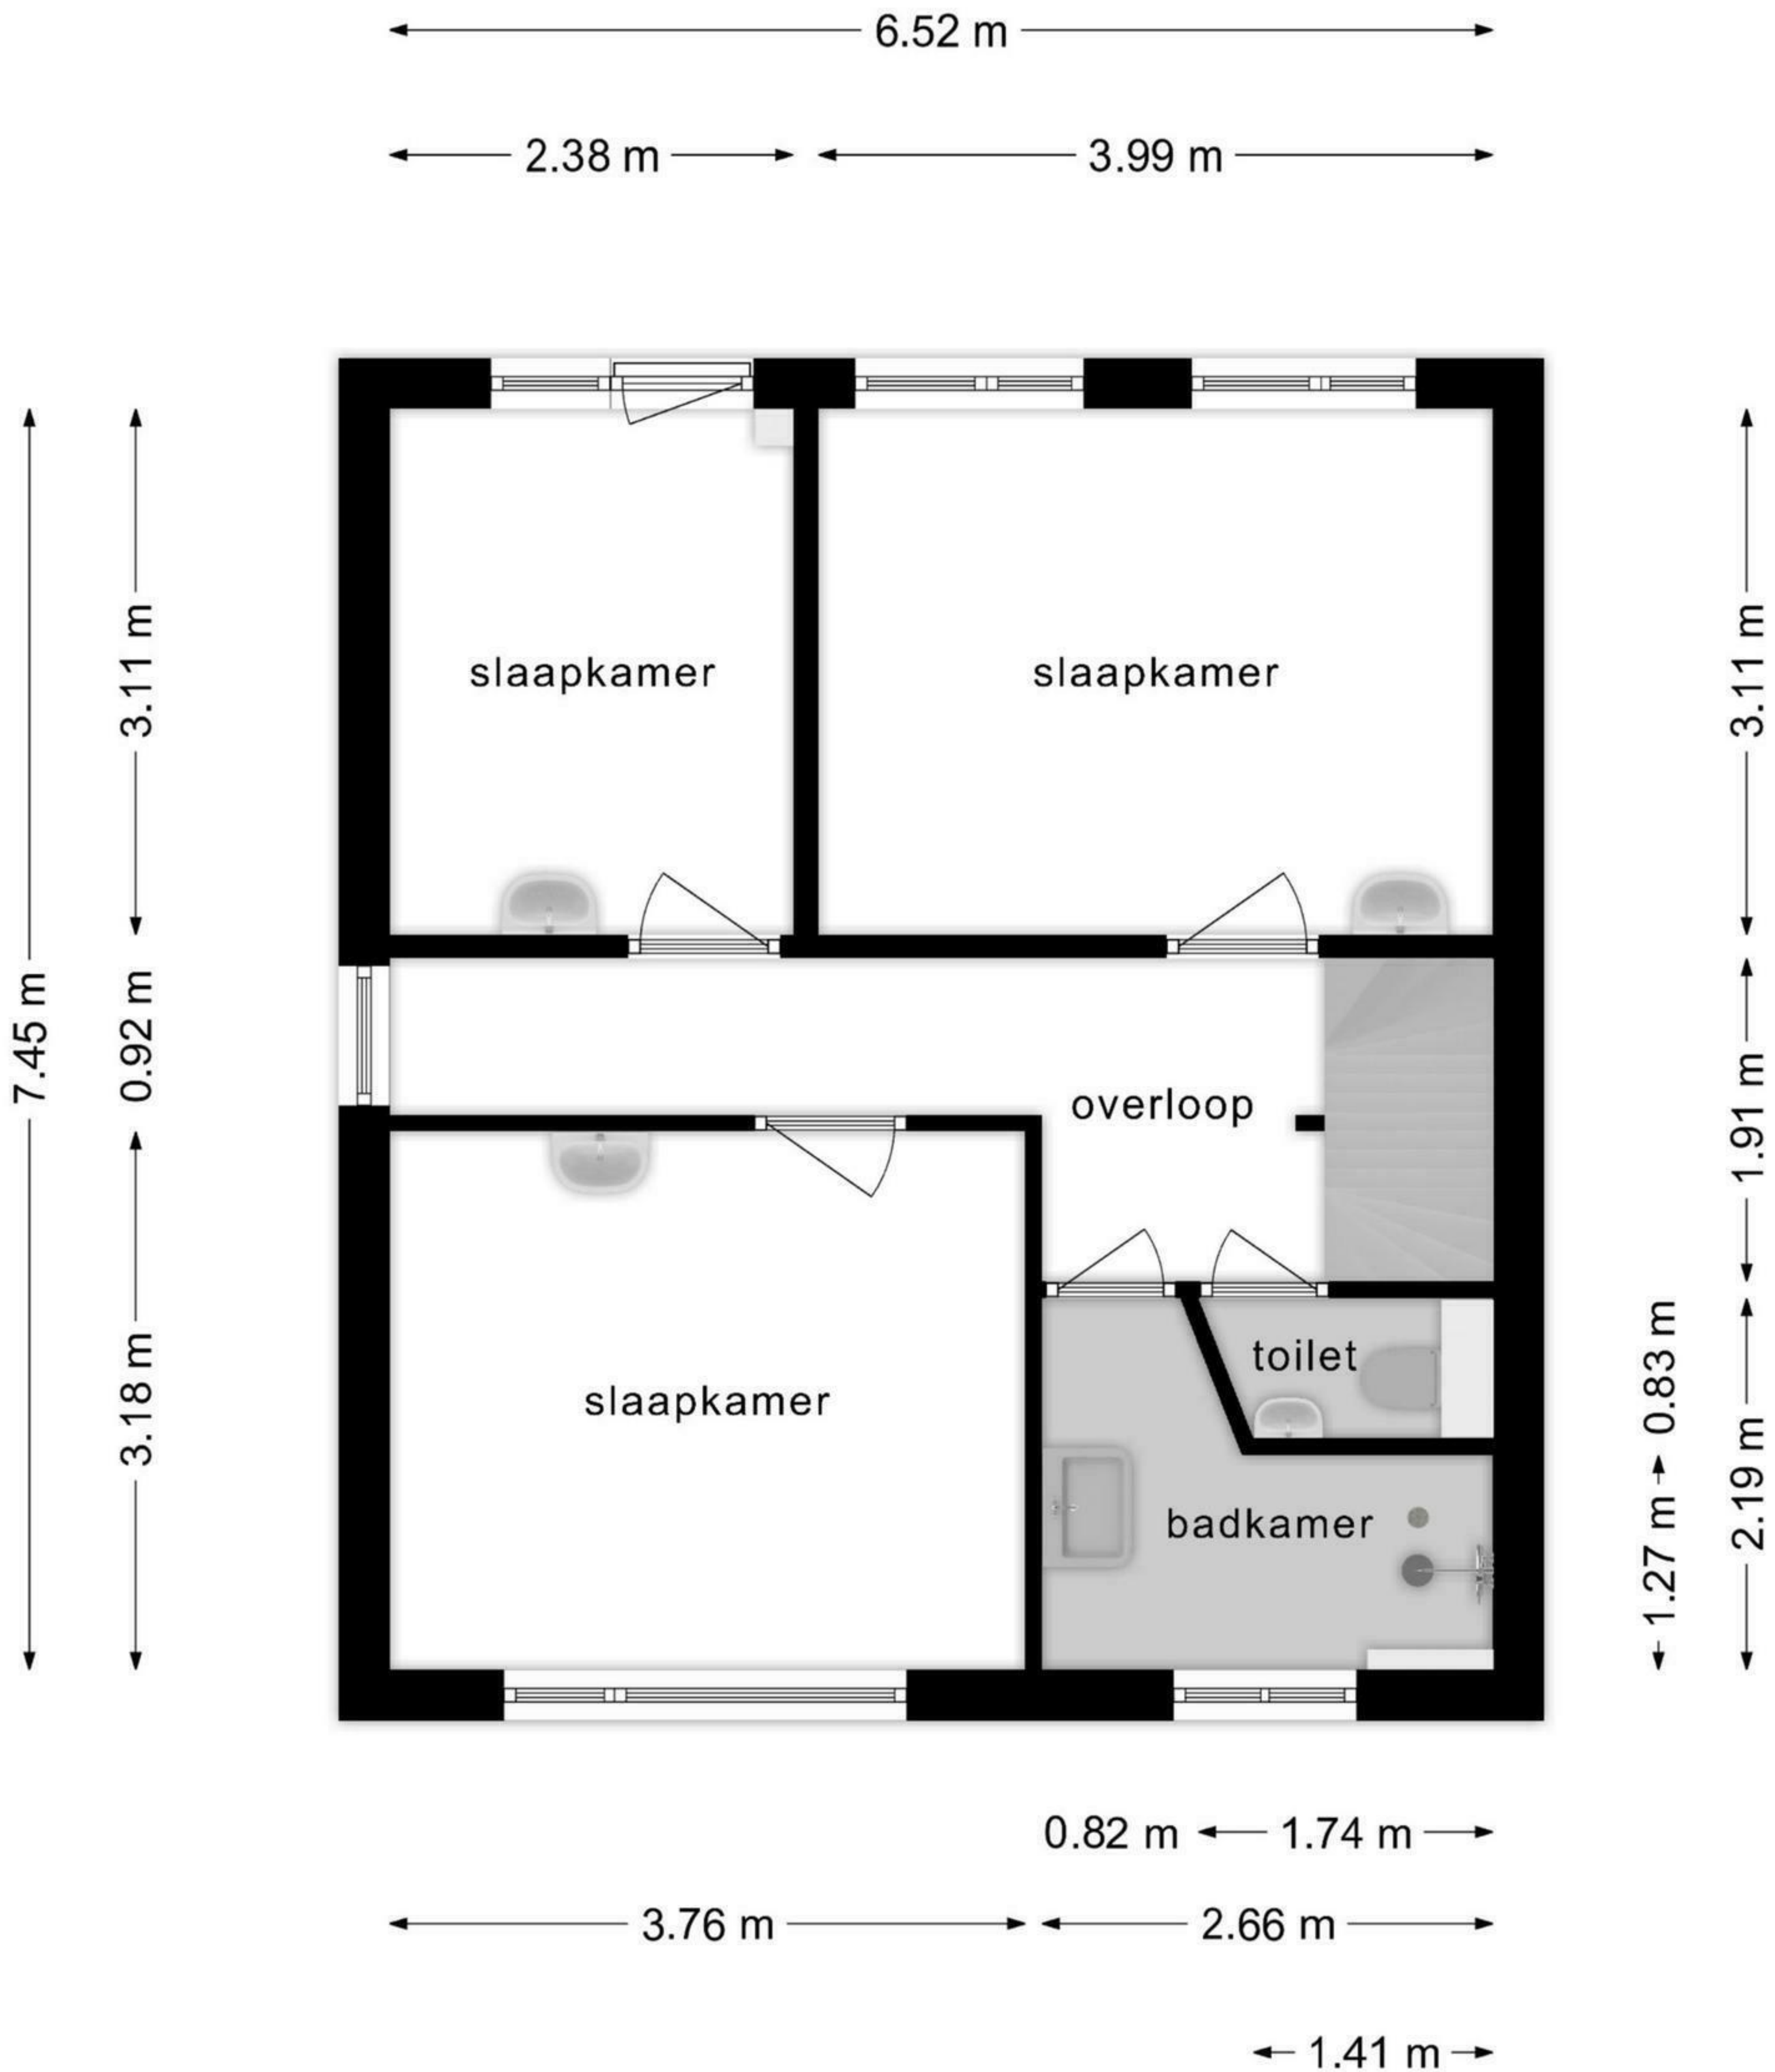 6.52 m
2.38 m
3.99 m
3.11 m
3.11 m
slaapkamer
slaapkamer
7.45 m
0.92 m
1.91 m
overloop
3.18 m
0.83 m
toilet
slaapkamer
2.19 m
badkamer
1.27 m
0.82 m
1.74 m
3.76 m
2.66 m
1.41 m